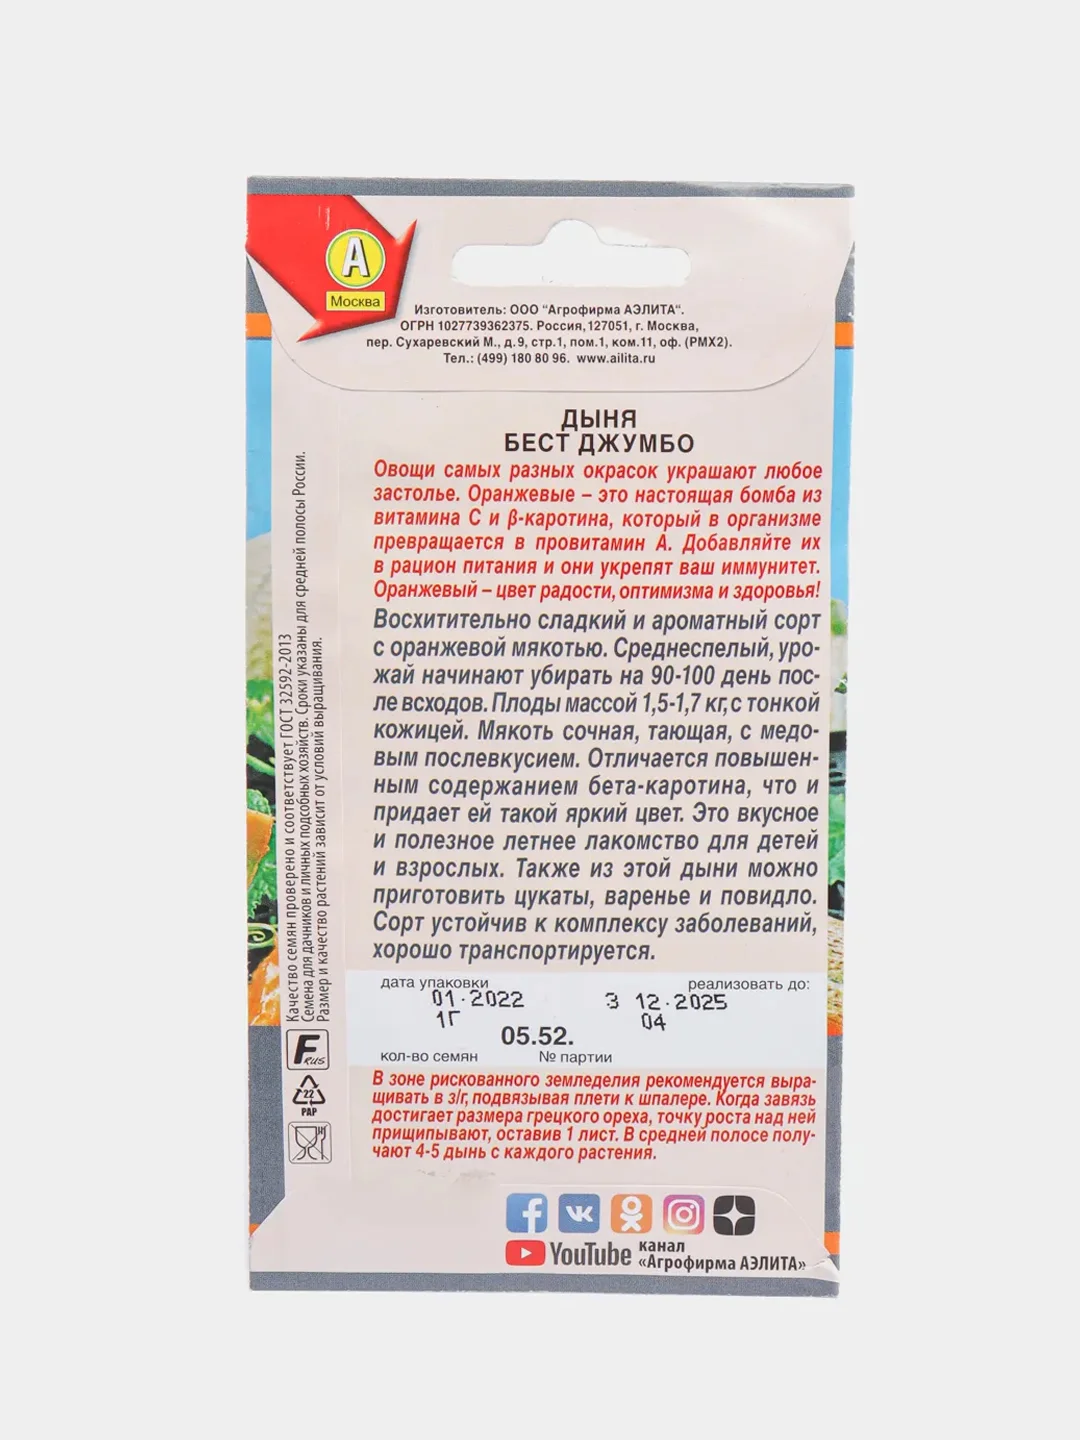 А
Москва
Изготовитель: ООО "Агрофирма АЭЛИТА".
ОГРН 1027739362375. Россия,127051, г. Москва,
пер. Сухаревский М., д.9, стр.1, пом.1, ком.11, оф. (РМХ2).
Тел.: (499) 180 80 96. www.ailita.ru
ДЫНЯ
БЕСТ ДЖУМБО
Овощи самых разных окрасок украшают любое
застолье. Оранжевые – это настоящая бомба из
витамина С и β-каротина, который в организме
превращается в провитамин А. Добавляйте их
в рацион питания и они укрепят ваш иммунитет.
Оранжевый – цвет радости, оптимизма и здоровья!
Восхитительно сладкий и ароматный сорт
с оранжевой мякотью. Среднеспелый, уро-
жай начинают убирать на 90-100 день пос-
ле всходов. Плоды массой 1,5-1,7 кг, с тонкой
кожицей. Мякоть сочная, тающая, с медо-
вым послевкусием. Отличается повышен-
ным содержанием бета-каротина, что и
придает ей такой яркий цвет. Это вкусное
и полезное летнее лакомство для детей
и взрослых. Также из этой дыни можно
приготовить цукаты, варенье и повидло.
Сорт устойчив к комплексу заболеваний,
хорошо транспортируется.
дата упаковки реализовать до:
01.2022 3 12.2025
1Г 04
05.52.
кол-во семян № партии
В зоне рискованного земледелия рекомендуется выра-
щивать в з/г, подвязывая плети к шпалере. Когда завязь
достигает размера грецкого ореха, точку роста над ней
прищипывают, оставив 1 лист. В средней полосе полу-
чают 4-5 дынь с каждого растения.
Качество семян проверено и соответствует ГОСТ 32592-2013
Семена для дачников и личных подсобных хозяйств. Сроки указаны для средней полосы России.
Размер и качество растений зависит от условий выращивания.
F RUS
22
PAP
YouTube канал
«Агрофирма АЭЛИТА»